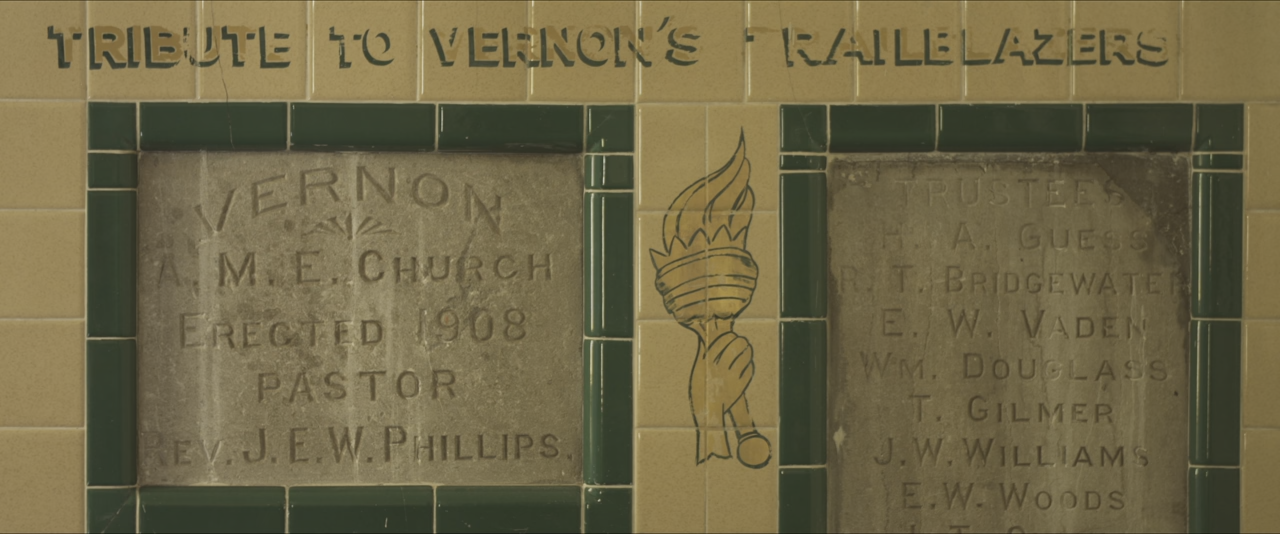 TRIBUTE TO VERNON'S TRAILBLAZERS
VERNON
A. M. E. CHURCH
ERECTED 1908
PASTOR
REV. J. E. W. PHILLIPS.
TRUSTEES
H. A. GUESS
R. T. BRIDGEWATER
E. W. VADEN
WM. DOUGLASS
T. GILMER
J. W. WILLIAMS
E. W. WOODS